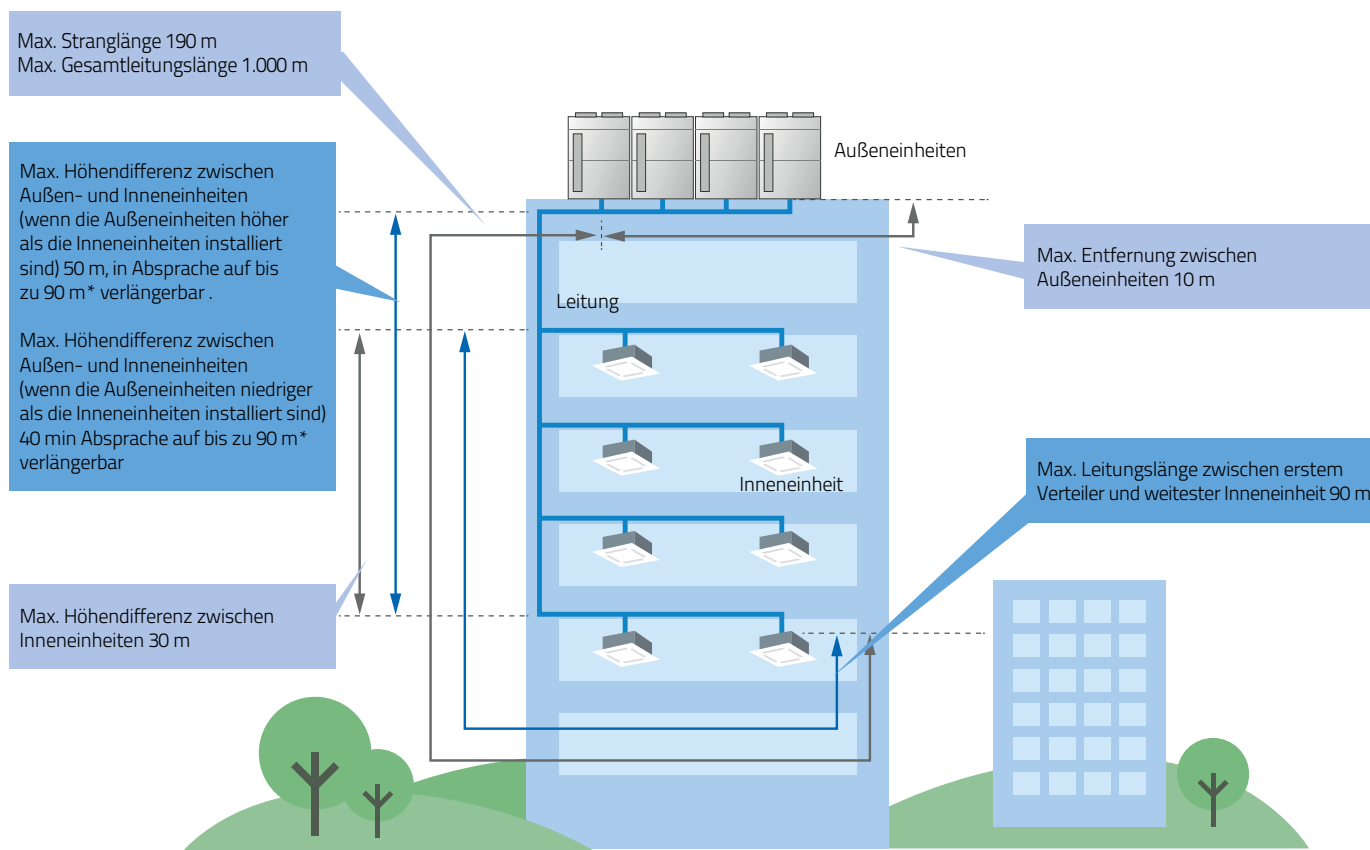 Max. Stranglänge 190 m
Max. Gesamtleitungslänge 1.000 m
Außeneinheiten
Max. Höhendifferenz zwischen
Außen- und Inneneinheiten
(wenn die Außeneinheiten höher
als die Inneneinheiten installiert
sind) 50 m, in Absprache auf bis
zu 90 m* verlängerbar .
Max. Höhendifferenz zwischen
Außen- und Inneneinheiten
(wenn die Außeneinheiten niedriger
als die Inneneinheiten installiert sind)
40 min Absprache auf bis zu 90 m*
verlängerbar
Max. Entfernung zwischen
Außeneinheiten 10 m
Leitung
Inneneinheit
Max. Leitungslänge zwischen erstem
Verteiler und weitester Inneneinheit 90 m
Max. Höhendifferenz zwischen
Inneneinheiten 30 m